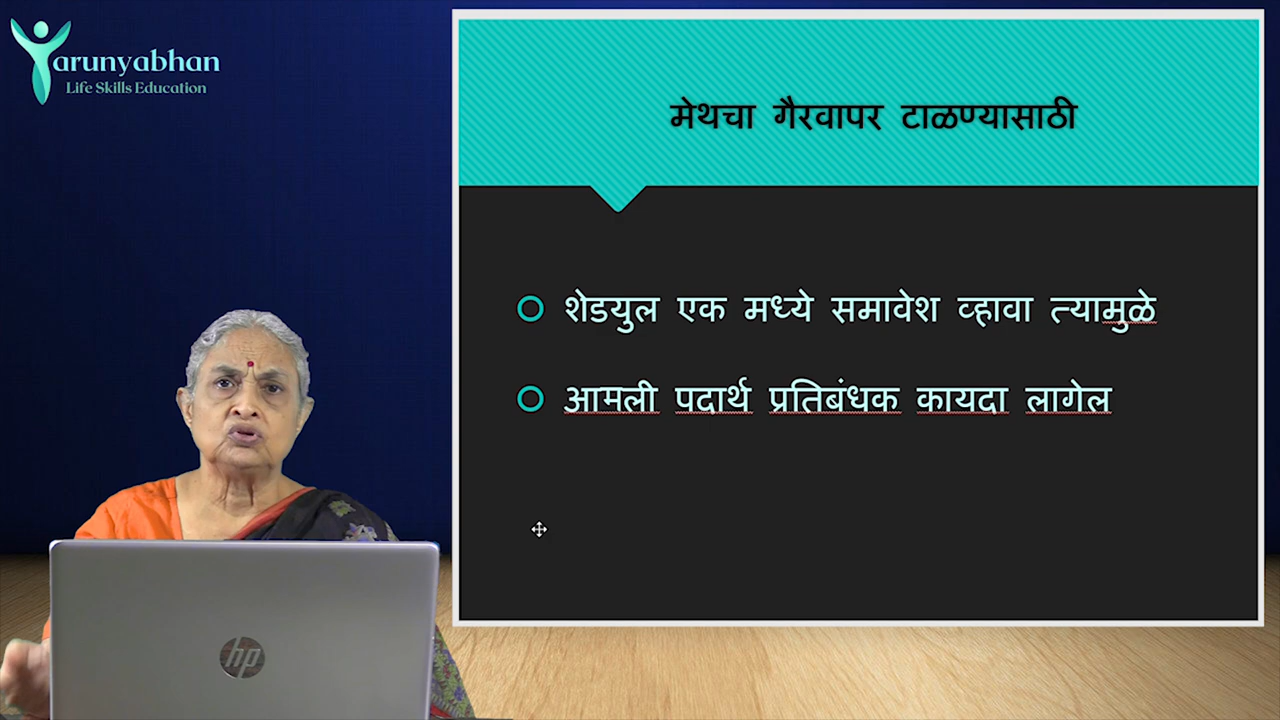 Tarunyabhan
Life Skills Education
मेथचा गैरवापर टाळण्यासाठी
शेडयुल एक मध्ये समावेश व्हावा त्यामुळे
आमली पदार्थ प्रतिबंधक कायदा लागेल
hp